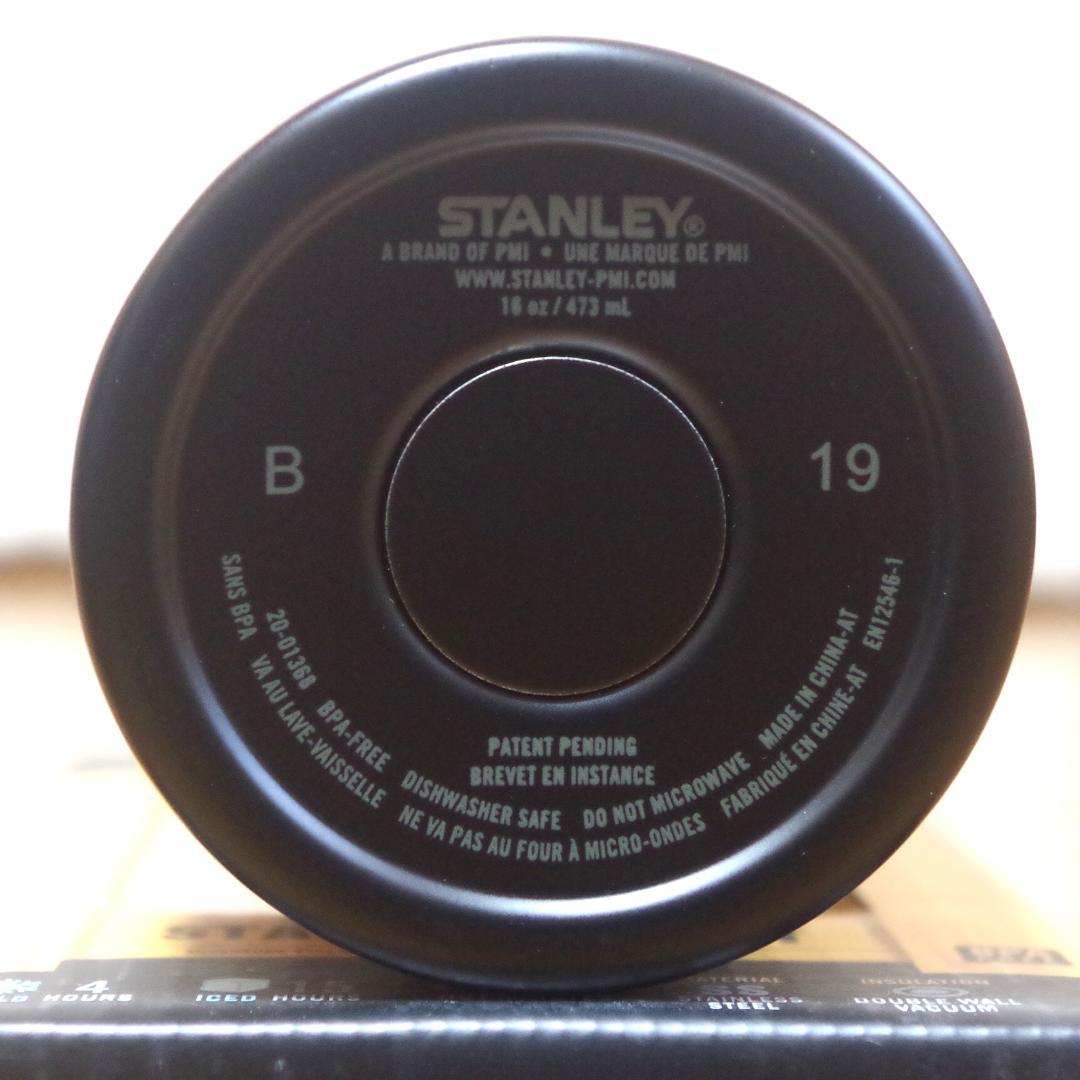 STANLEY®
A BRAND OF PMI • UNE MARQUE DE PMI
WWW.STANLEY-PMI.COM
16 oz / 473 mL
B 19
PATENT PENDING
BREVET EN INSTANCE
20-01368 BPA-FREE DISHWASHER SAFE DO NOT MICROWAVE MADE IN CHINA-AT
SANS BPA VA AU LAVE-VAISSELLE NE VA PAS AU FOUR À MICRO-ONDES FABRIQUÉ EN CHINE-AT EN12546-1
4 HOURS
ICED HOURS
STAINLESS STEEL
INSULATION
DOUBLE WALL
VACUUM